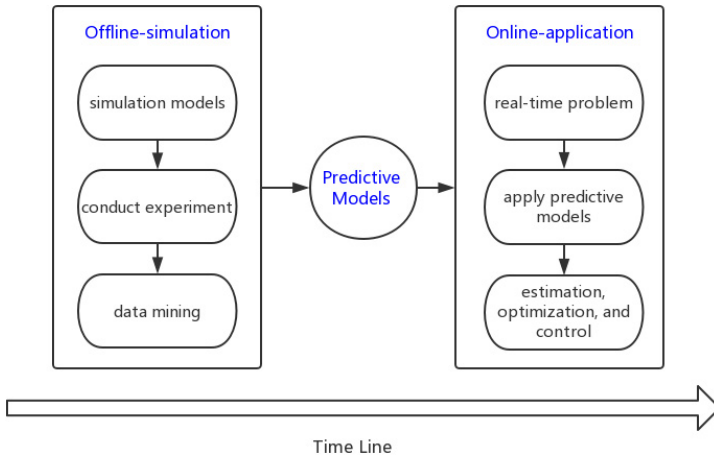 Offline-simulation
simulation models
conduct experiment
data mining
Predictive
Models
Online-application
real-time problem
apply predictive
models
estimation,
optimization, and
control
Time Line